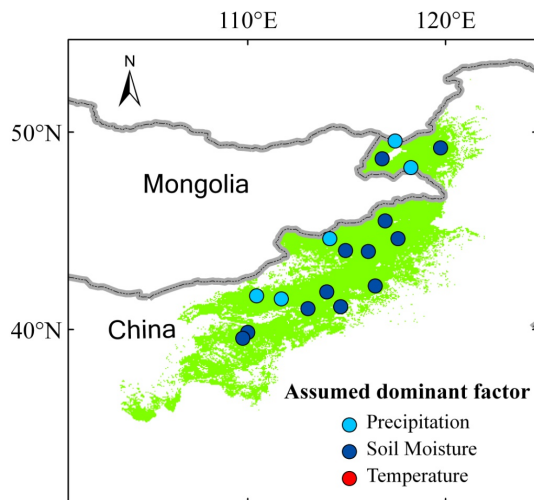 110°E 120°E
N
50°N
Mongolia
China
40°N
Assumed dominant factor
Precipitation
Soil Moisture
Temperature